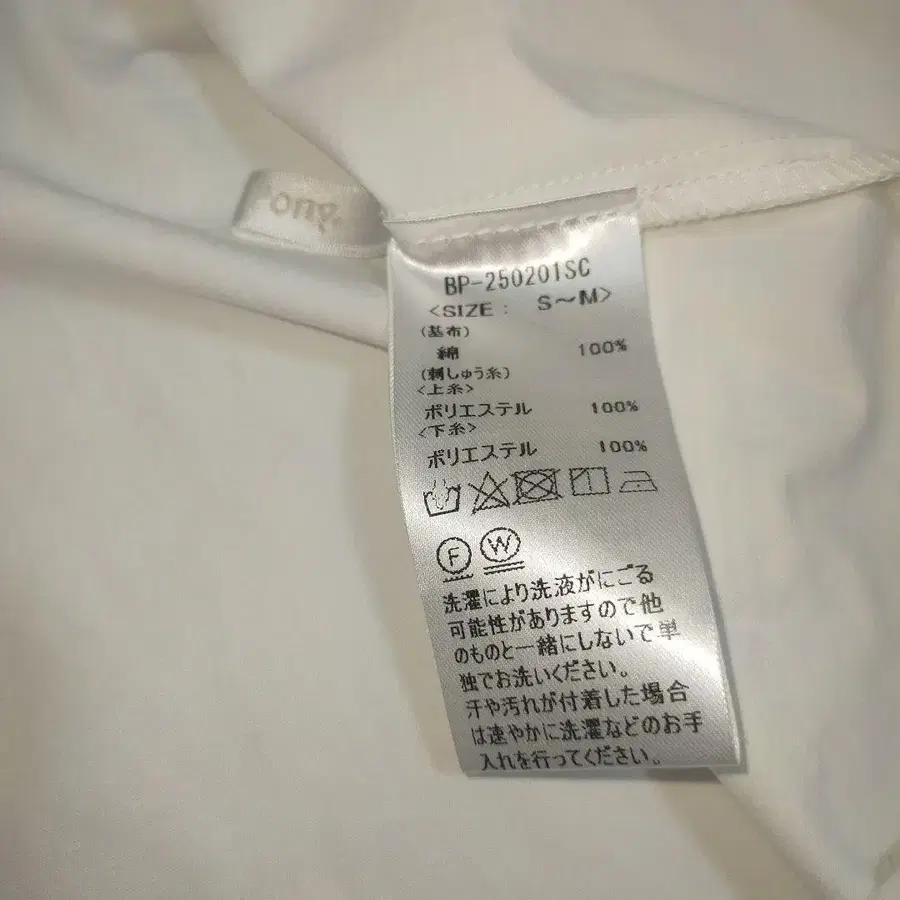 ony.
BP-250201SC
<SIZE: S～M>
(基布)
綿 100%
(刺しゅう糸)
<上糸>
ポリエステル 100%
<下糸>
ポリエステル 100%
F W
洗濯により洗液がにごる
可能性がありますので他
のものと一緒にしないで単
独でお洗いください。
汗や汚れが付着した場合
は速やかに洗濯などのお手
入れを行ってください。